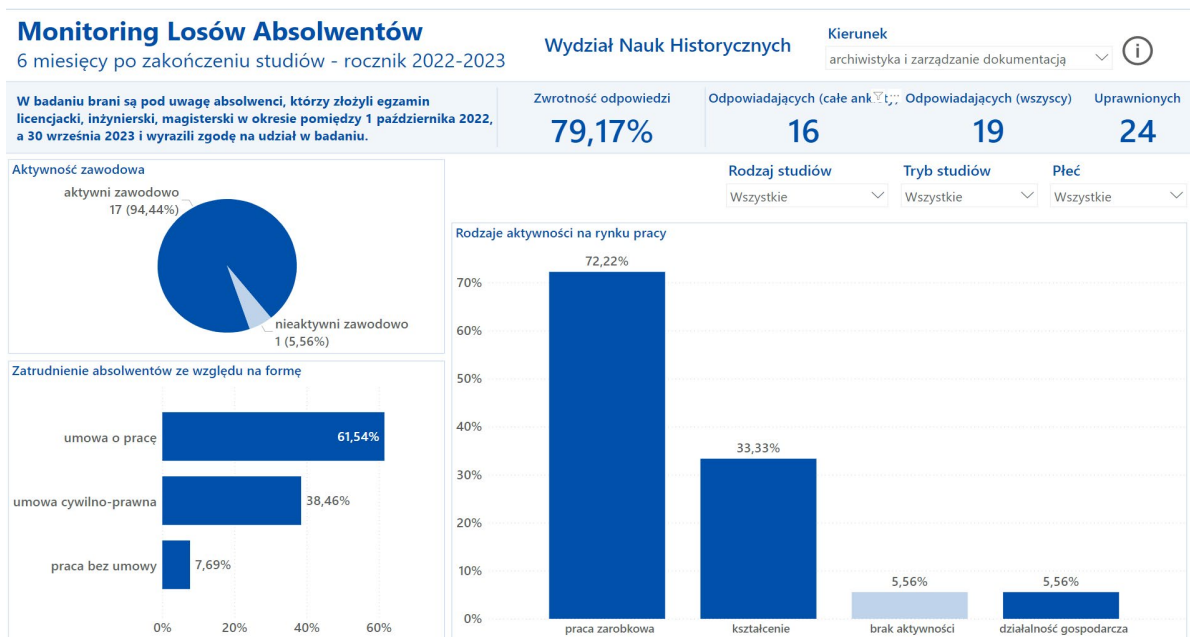 Monitoring Losów Absolwentów
6 miesięcy po zakończeniu studiów - rocznik 2022-2023
Wydział Nauk Historycznych
Kierunek
archiwistyka i zarządzanie dokumentacją
i
W badaniu brani są pod uwagę absolwenci, którzy złożyli egzamin
licencjacki, inżynierski, magisterski w okresie pomiędzy 1 października 2022,
a 30 września 2023 i wyrazili zgodę na udział w badaniu.
Zwrotność odpowiedzi
79,17%
Odpowiadających (całe
16
Odpowiadających (wszyscy)
19
Uprawnionych
24
Aktywność zawodowa
aktywni zawodowo
17 (94,44%)
nieaktywni zawodowo
1 (5,56%)
Rodzaj studiów
Wszystkie
Tryb studiów
Wszystkie
Płeć
Wszystkie
Zatrudnienie absolwentów ze względu na formę
umowa o pracę
61,54%
umowa cywilno-prawna
38,46%
praca bez umowy
7,69%
0%
20%
40%
60%
Rodzaje aktywności na rynku pracy
70%
60%
50%
40%
30%
20%
10%
0%
72,22%
33,33%
5,56%
5,56%
praca zarobkowa
kształcenie
brak aktywności
działalność gospodarcza